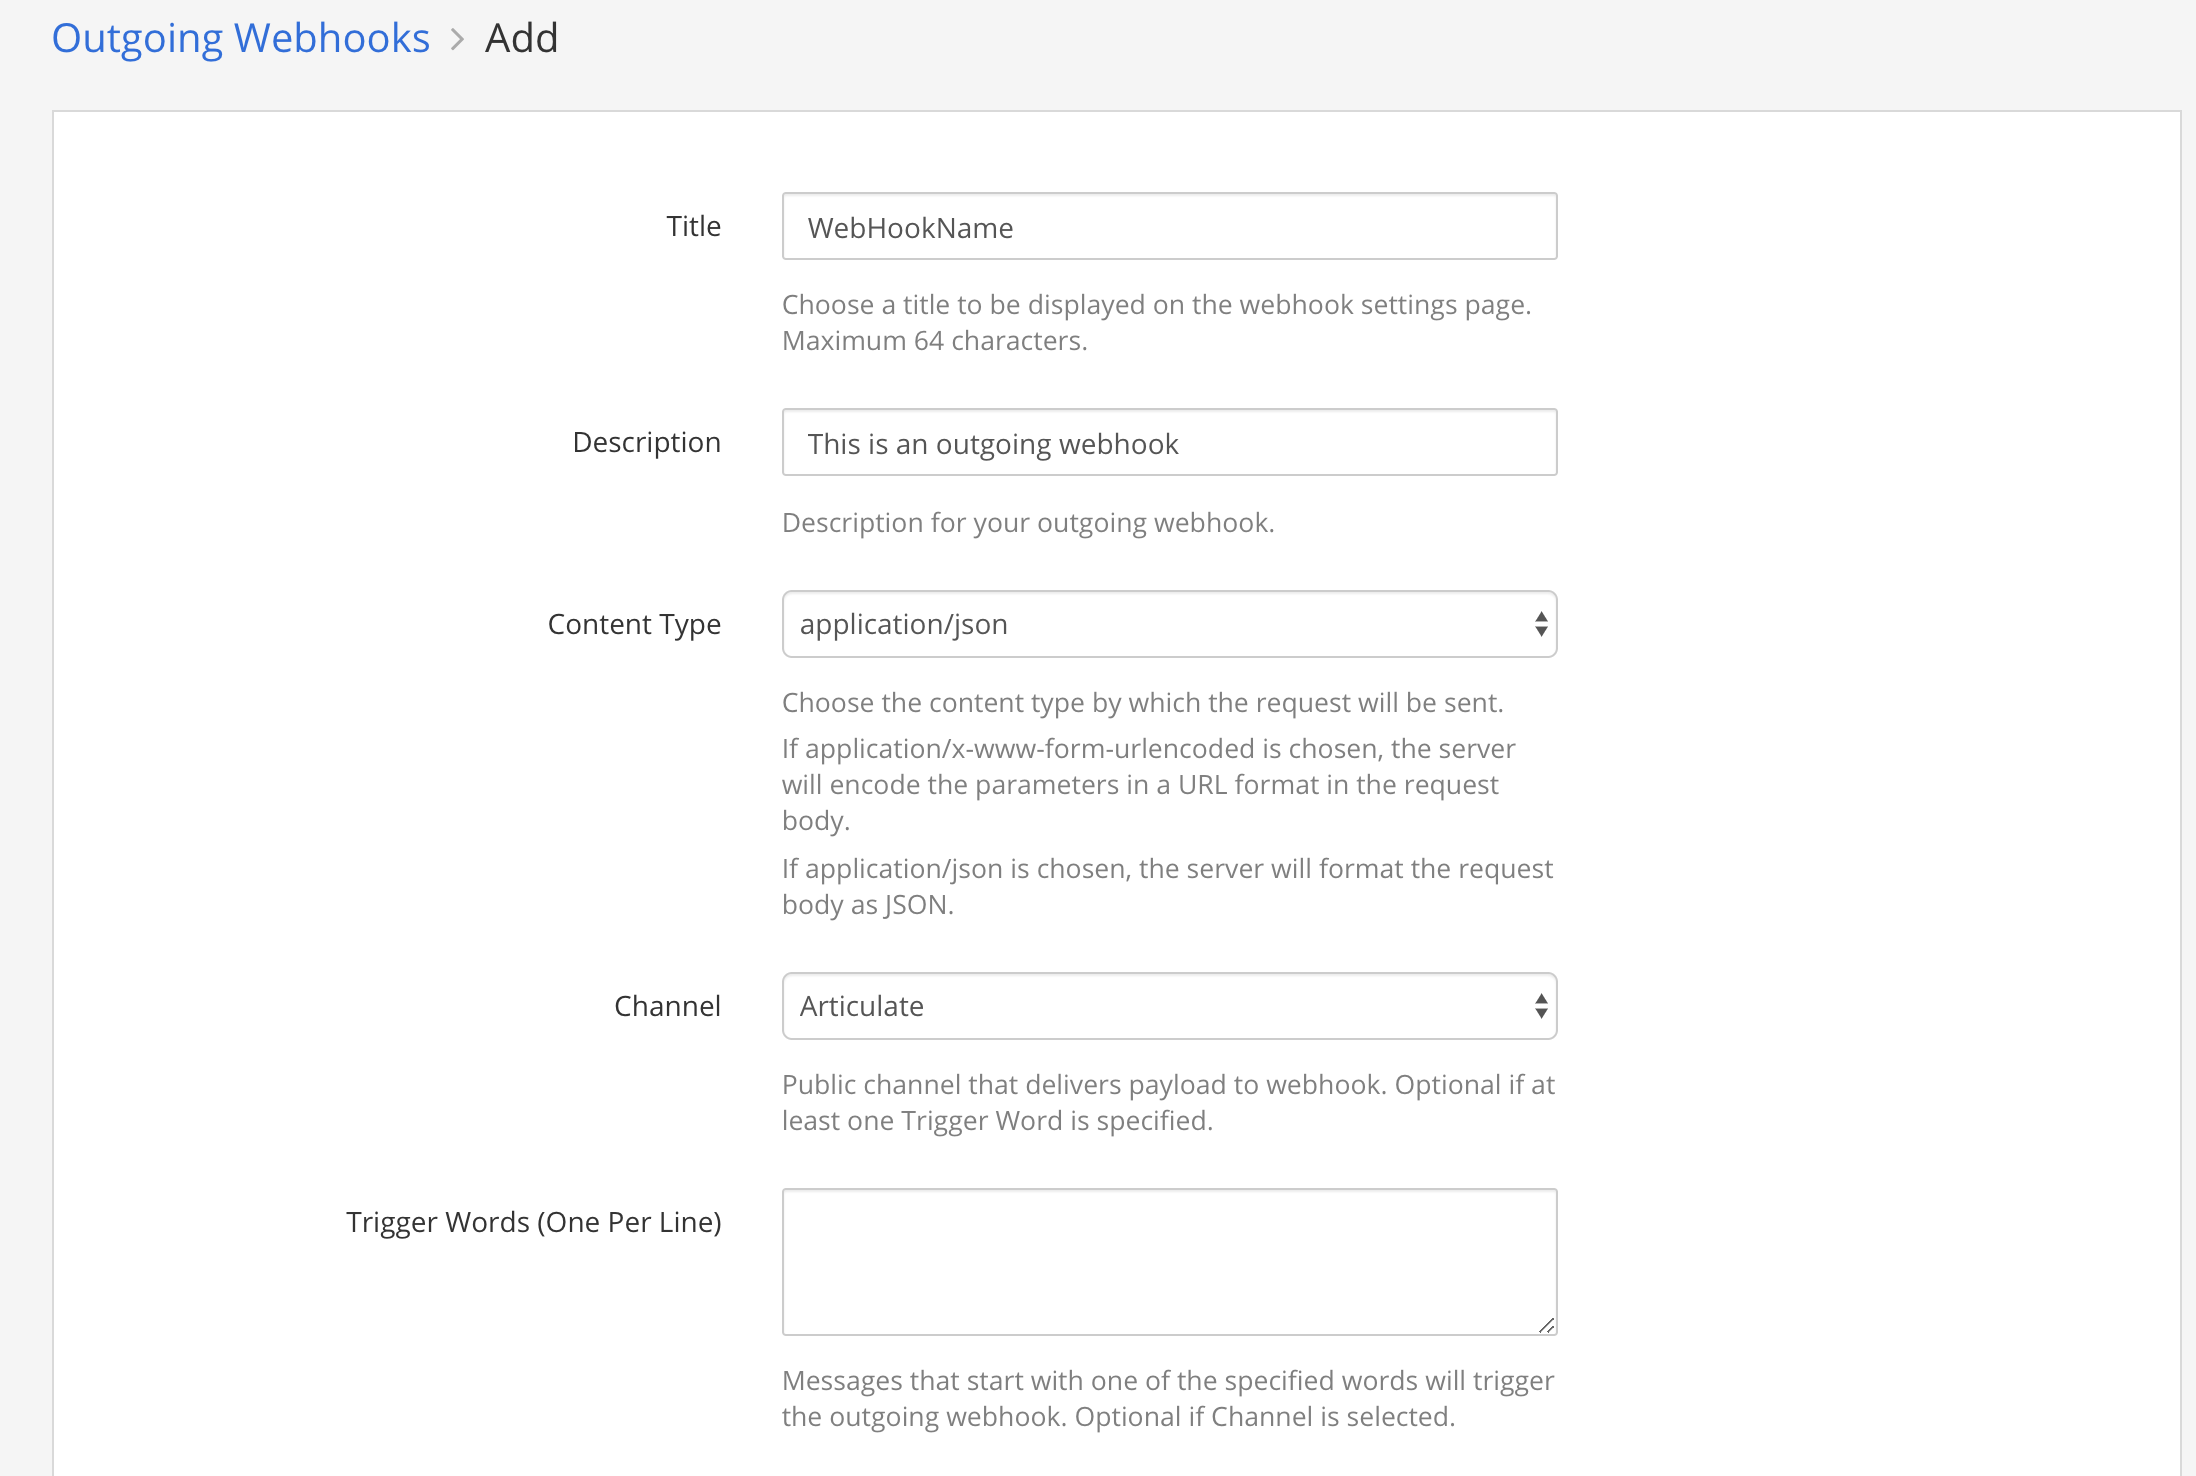 Outgoing Webhooks > Add
Title
WebHookName
Choose a title to be displayed on the webhook settings page.
Maximum 64 characters.
Description
This is an outgoing webhook
Description for your outgoing webhook.
Content Type
application/json
Choose the content type by which the request will be sent.
If application/x-www-form-urlencoded is chosen, the server
will encode the parameters in a URL format in the request
body.
If application/json is chosen, the server will format the request
body as JSON.
Channel
Articulate
Public channel that delivers payload to webhook. Optional if at
least one Trigger Word is specified.
Trigger Words (One Per Line)
Messages that start with one of the specified words will trigger
the outgoing webhook. Optional if Channel is selected.